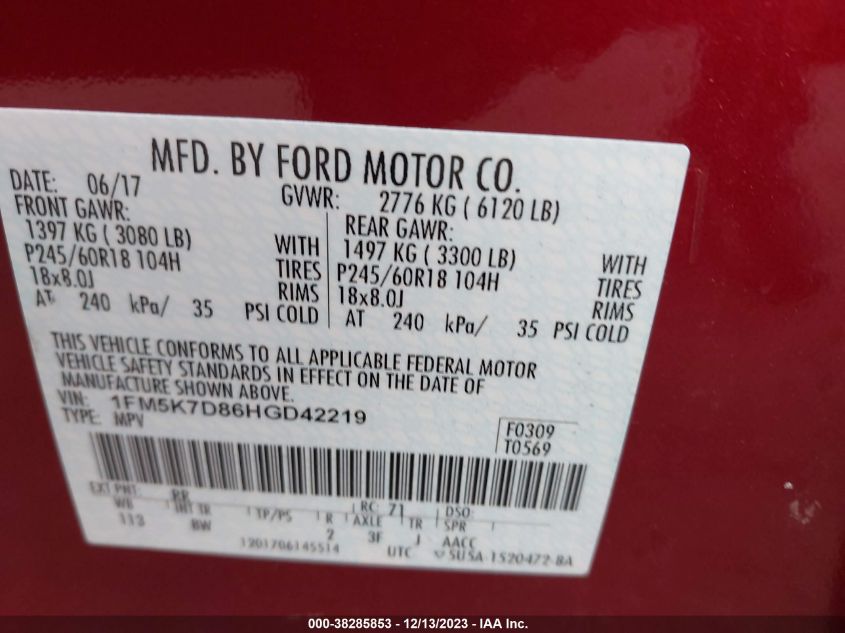 MFD. BY FORD MOTOR CO.
DATE: 06/17 GVWR: 2776 KG ( 6120 LB)
FRONT GAWR: REAR GAWR:
1397 KG ( 3080 LB) WITH 1497 KG ( 3300 LB) WITH
P245/60R18 104H TIRES P245/60R18 104H TIRES
18x8.0J RIMS 18x8.0J RIMS
AT 240 kPa/ 35 PSI COLD AT 240 kPa/ 35 PSI COLD
THIS VEHICLE CONFORMS TO ALL APPLICABLE FEDERAL MOTOR
VEHICLE SAFETY STANDARDS IN EFFECT ON THE DATE OF
MANUFACTURE SHOWN ABOVE.
VIN: 1FM5K7D86HGD42219
TYPE: MPV
F0309
T0569
EXT PNT: RR RC: 71 DSO:
WB INT TR TP/PS R AXLE TR SPR
113 BW 2 3F J AACC
1201706145514 UTC SUSA-1520472-BA
000-38285853 - 12/13/2023 - IAA Inc.